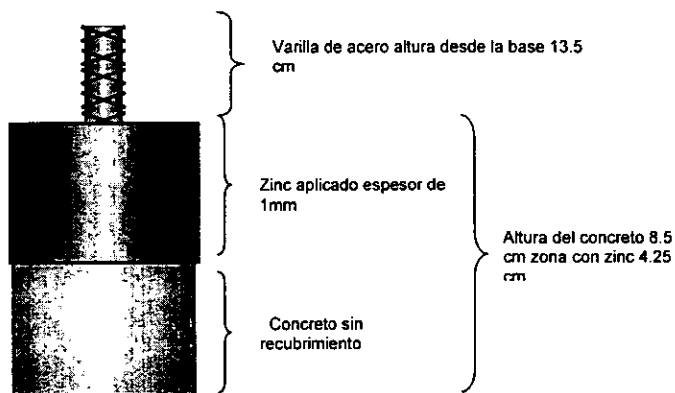 Varilla de acero altura desde la base 13.5
cm
Zinc aplicado espesor de
1mm
Altura del concreto 8.5
cm zona con zinc 4.25
cm
Concreto sin
recubrimiento